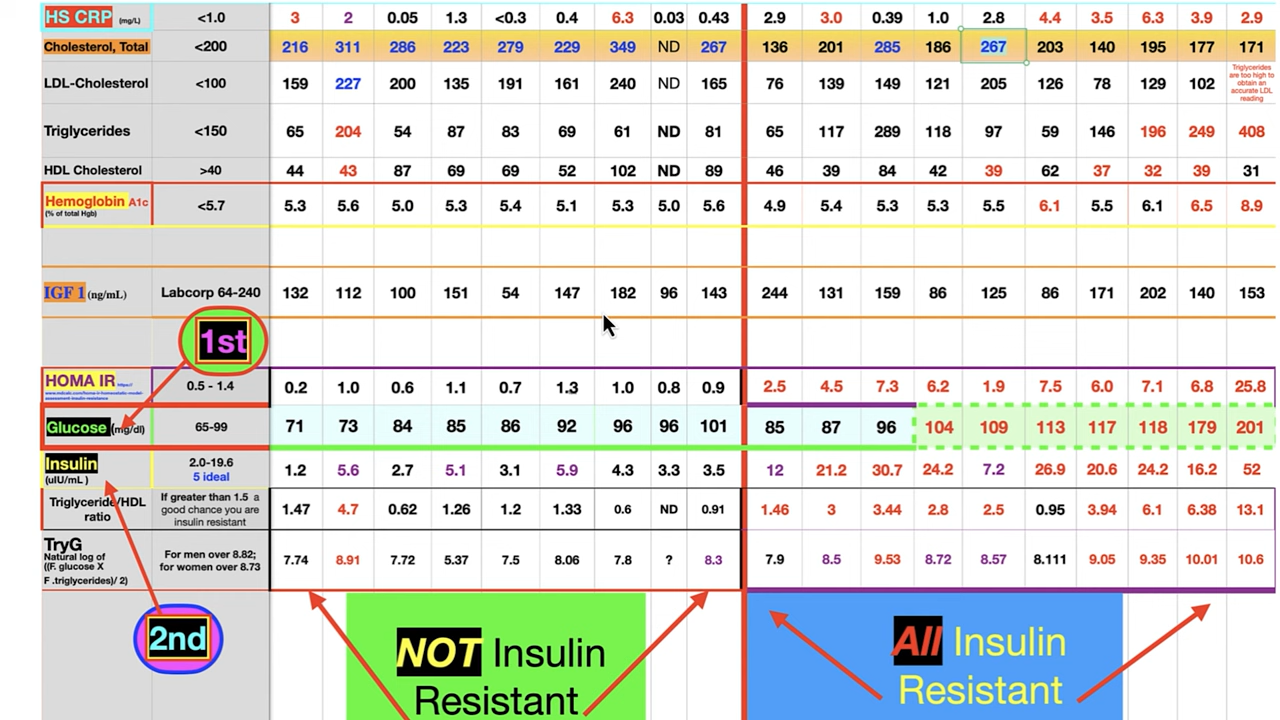 HS CRP (mg/L) <1.0 3 2 0.05 1.3 <0.3 0.4 6.3 0.03 0.43 2.9 3.0 0.39 1.0 2.8 4.4 3.5 6.3 3.9 2.9
Cholesterol, Total <200 216 311 286 223 279 229 349 ND 267 136 201 285 186 267 203 140 195 177 171
LDL-Cholesterol <100 159 227 200 135 191 161 240 ND 165 76 139 149 121 205 126 78 129 102 Triglycerides
are too high to
obtain an
accurate LDL
reading
Triglycerides <150 65 204 54 87 83 69 61 ND 81 65 117 289 118 97 59 146 196 249 408
HDL Cholesterol >40 44 43 87 69 69 52 102 ND 89 46 39 84 42 39 62 37 32 39 31
Hemoglobin A1c <5.7 5.3 5.6 5.0 5.3 5.4 5.1 5.3 5.0 5.6 4.9 5.4 5.3 5.3 5.5 6.1 5.5 6.1 6.5 8.9
(% of total Hgb)
IGF 1 (ng/mL) Labcorp 64-240 132 112 100 151 54 147 182 96 143 244 131 159 86 125 86 171 202 140 153
1st
HOMA IR 0.5 - 1.4 0.2 1.0 0.6 1.1 0.7 1.3 1.0 0.8 0.9 2.5 4.5 7.3 6.2 1.9 7.5 6.0 7.1 6.8 25.8
Glucose (mg/dl) 65-99 71 73 84 85 86 92 96 96 101 85 87 96 104 109 113 117 118 179 201
Insulin 2.0-19.6 1.2 5.6 2.7 5.1 3.1 5.9 4.3 3.3 3.5 12 21.2 30.7 24.2 7.2 26.9 20.6 24.2 16.2 52
(uIU/mL ) 5 ideal
Triglyceride/HDL If greater than 1.5 a
ratio good chance you are 1.47 4.7 0.62 1.26 1.2 1.33 0.6 ND 0.91 1.46 3 3.44 2.8 2.5 0.95 3.94 6.1 6.38 13.1
insulin resistant
TryG
Natural log of For men over 8.82;
((F. glucose X for women over 8.73 7.74 8.91 7.72 5.37 7.5 8.06 7.8 ? 8.3 7.9 8.5 9.53 8.72 8.57 8.111 9.05 9.35 10.01 10.6
F .triglycerides)/ 2)
2nd
NOT Insulin
Resistant
All Insulin
Resistant